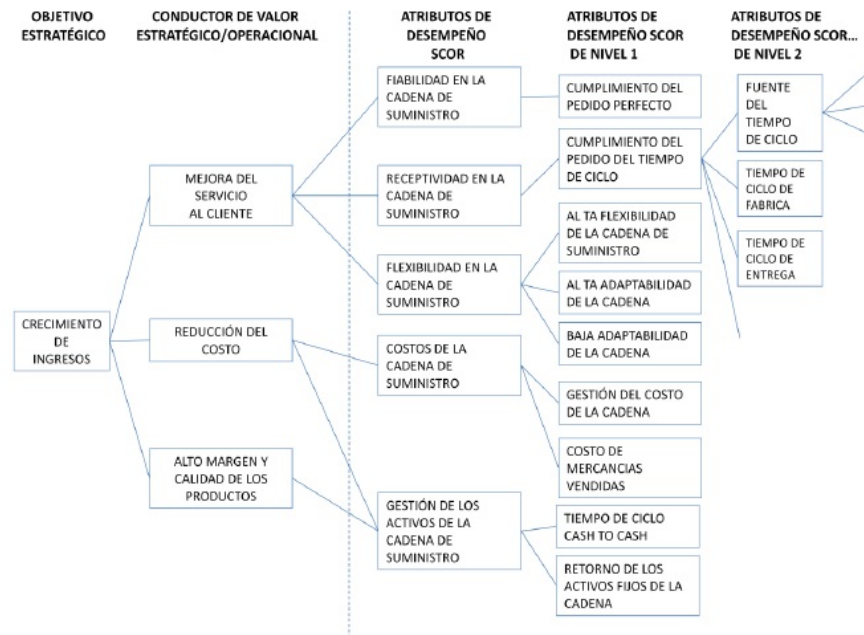 OBJETIVO
ESTRATÉGICO
CONDUCTOR DE VALOR
ESTRATÉGICO/OPERACIONAL
ATRIBUTOS DE
DESEMPEÑO
SCOR
ATRIBUTOS DE
DESEMPEÑO SCOR
DE NIVEL 1
ATRIBUTOS DE
DESEMPEÑO SCOR...
DE NIVEL 2
CRECIMIENTO
DE
INGRESOS
MEJORA DEL
SERVICIO
AL CLIENTE
REDUCCIÓN DEL
COSTO
ALTO MARGEN Y
CALIDAD DE LOS
PRODUCTOS
FIABILIDAD EN LA
CADENA DE
SUMINISTRO
RECEPTIVIDAD EN LA
CADENA DE
SUMINISTRO
FLEXIBILIDAD EN LA
CADENA DE
SUMINISTRO
COSTOS DE LA
CADENA DE
SUMINISTRO
GESTIÓN DE LOS
ACTIVOS DE LA
CADENA DE
SUMINISTRO
CUMPLIMIENTO DEL
PEDIDO PERFECTO
CUMPLIMIENTO DEL
PEDIDO DEL TIEMPO
DE CICLO
AL TA FLEXIBILIDAD
DE LA CADENA DE
SUMINISTRO
AL TA ADAPTABILIDAD
DE LA CADENA
BAJA ADAPTABILIDAD
DE LA CADENA
GESTIÓN DEL COSTO
DE LA CADENA
COSTO DE
MERCANCIAS
VENDIDAS
TIEMPO DE CICLO
CASH TO CASH
RETORNO DE LOS
ACTIVOS FIJOS DE LA
CADENA
FUENTE
DEL
TIEMPO
DE CICLO
TIEMPO DE
CICLO DE
FABRICA
TIEMPO DE
CICLO DE
ENTREGA